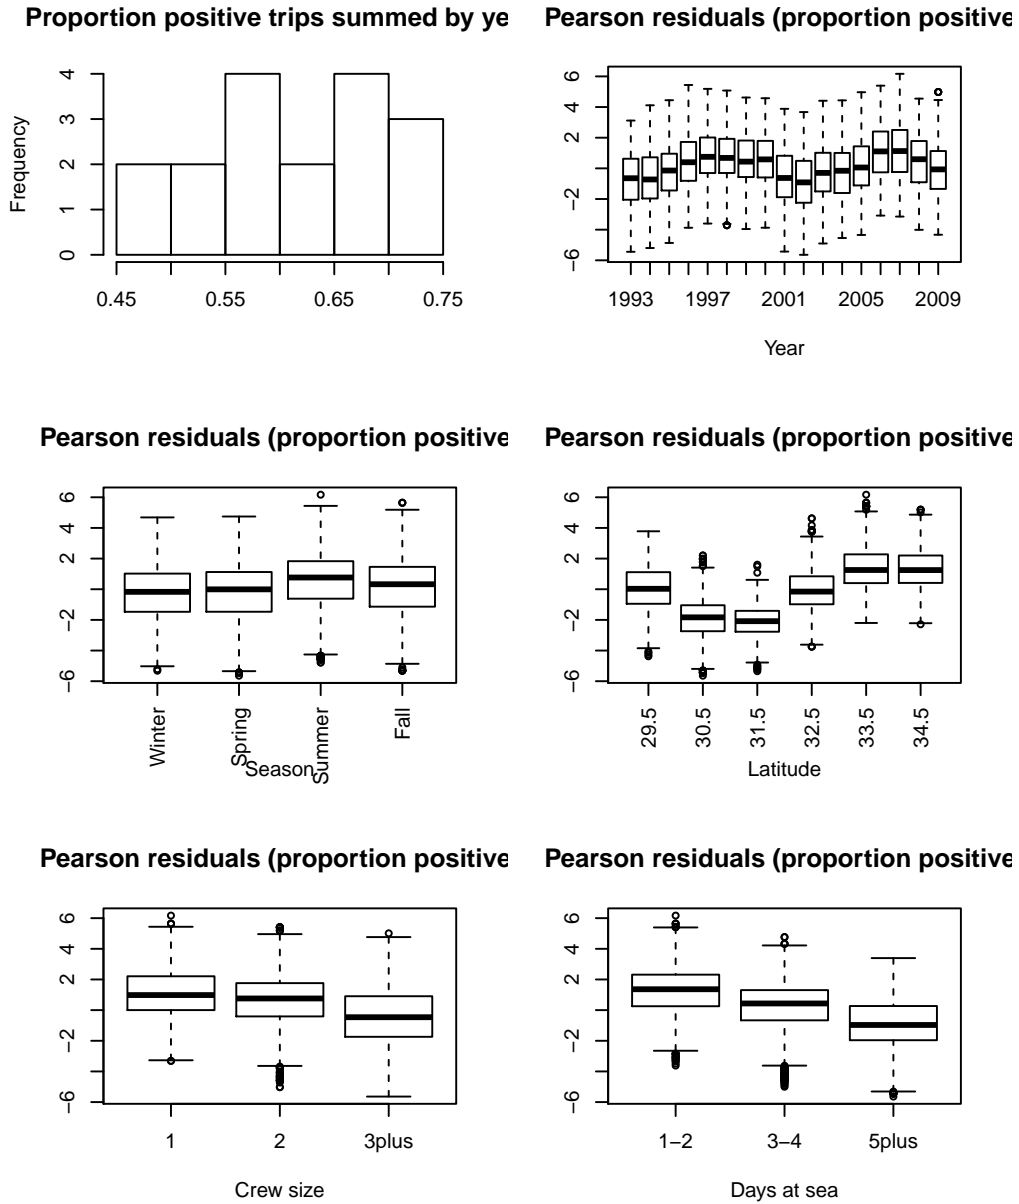 Proportion positive trips summed by ye
Frequency
4
3
2
1
0
0.45 0.55 0.65 0.75
Pearson residuals (proportion positive
6
4
2
−2
−6
1993 1997 2001 2005 2009
Year
Pearson residuals (proportion positive
6
4
2
−2
−6
Winter Spring Summer Fall
Season
Pearson residuals (proportion positive
6
4
2
−2
−6
29.5 30.5 31.5 32.5 33.5 34.5
Latitude
Pearson residuals (proportion positive
6
4
2
−2
−6
1 2 3plus
Crew size
Pearson residuals (proportion positive
6
4
2
−2
−6
1−2 3−4 5plus
Days at sea